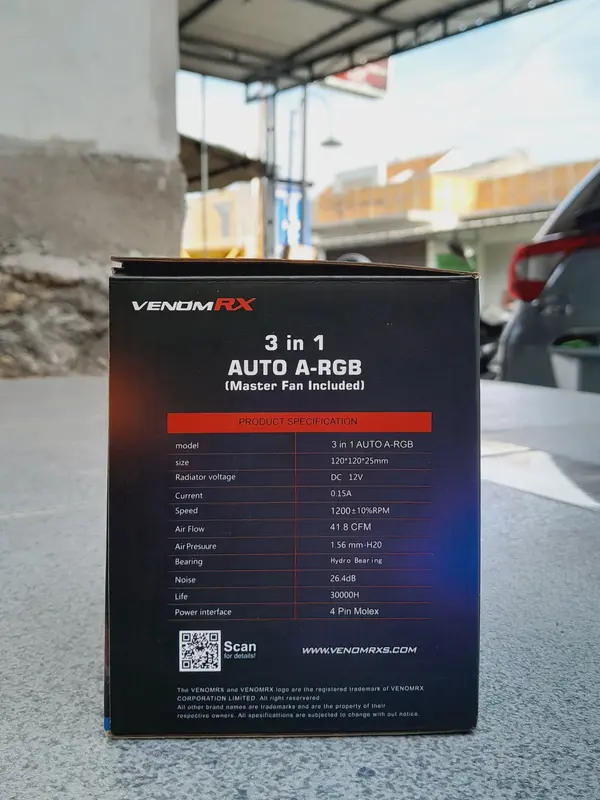 VENOMRX
3 in 1
AUTO A-RGB
(Master Fan Included)
PRODUCT SPECIFICATION
model 3 in 1 AUTO A-RGB
size 120*120*25mm
Radiator voltage DC 12V
Current 0.15A
Speed 1200±10%RPM
Air Flow 41.8 CFM
Air Presuure 1.56 mm-H20
Bearing Hydro Bearing
Noise 26.4dB
Life 30000H
Power interface 4 Pin Molex
Scan
for details!
WWW.VENOMRXS.COM
The VENOMRX and VENOMRX logo are the registered trademark of VENOMRX
CORPORATION LIMITED. All right reserverd.
All other brand names are trademarks and are the property of their
respective owners. All specifistions are subjected to change with out notice.